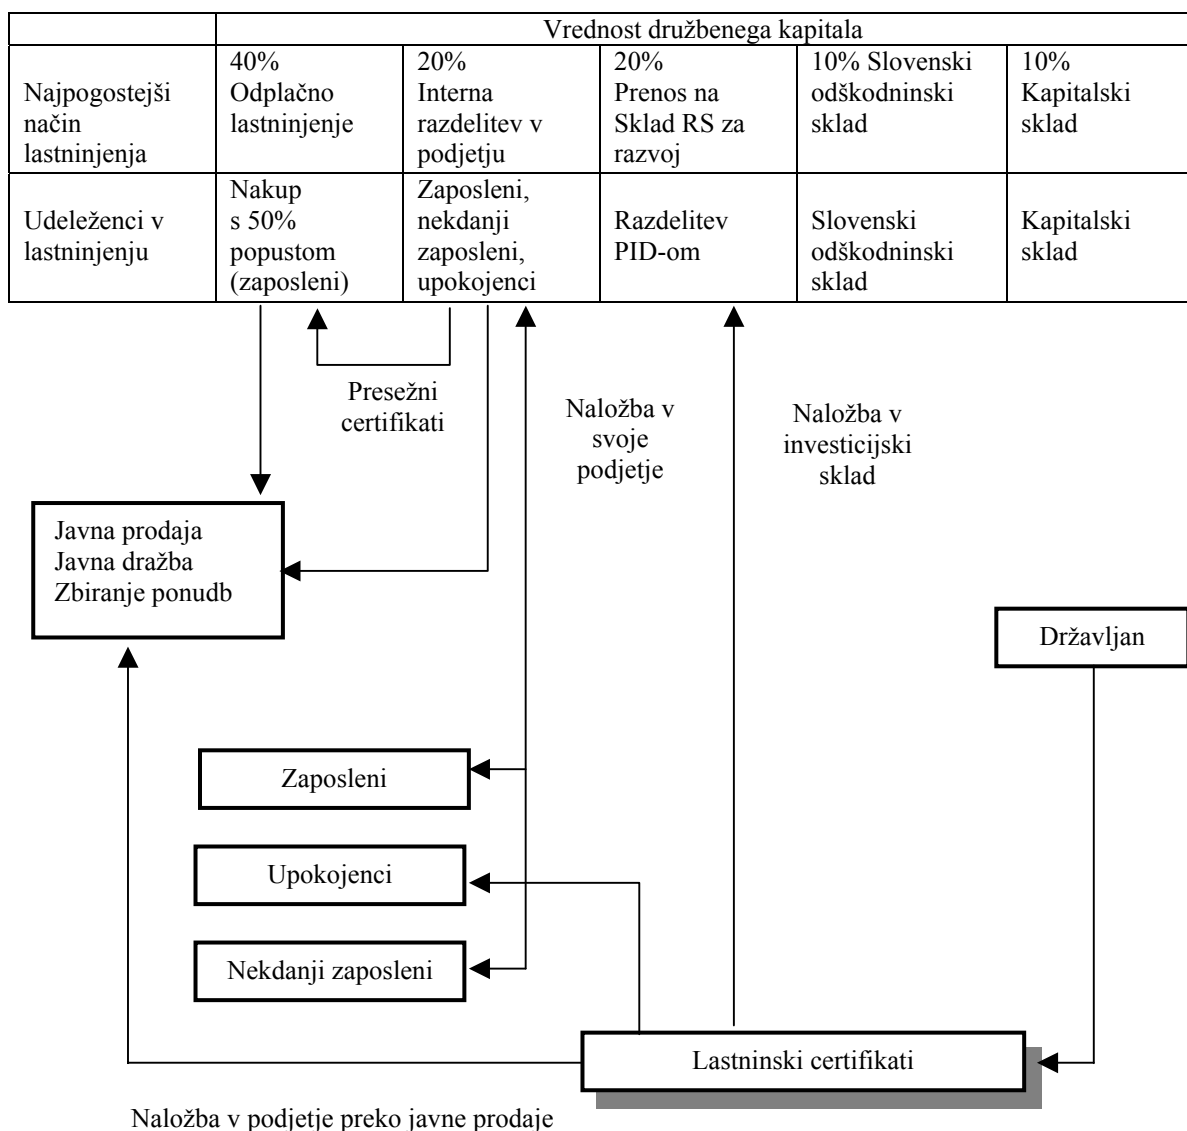 Vrednost družbenega kapitala
Najpogostejši
način
lastninjenja
40%
Odplačno
lastninjenje
20%
Interna
razdelitev v
podjetju
20%
Prenos na
Sklad RS za
razvoj
10% Slovenski
odškodninski
sklad
10%
Kapitalski
sklad
Udeleženci v
lastninjenju
Nakup
s 50%
popustom
(zaposleni)
Zaposleni,
nekdanji
zaposleni,
upokojenci
Razdelitev
PID-om
Slovenski
odškodninski
sklad
Kapitalski
sklad
Presežni
certifikati
Naložba v
svoje
podjetje
Naložba v
investicijski
sklad
Javna prodaja
Javna dražba
Zbiranje ponudb
Državljan
Zaposleni
Upokojenci
Nekdanji zaposleni
Lastninski certifikati
Naložba v podjetje preko javne prodaje